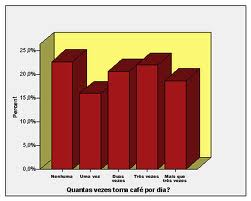 Percent
25,0%
20,0%
15,0%
10,0%
5,0%
0,0%
Nenhuma
Uma vez
Duas vezes
Três vezes
Mais que três vezes
Quantas vezes toma café por dia?